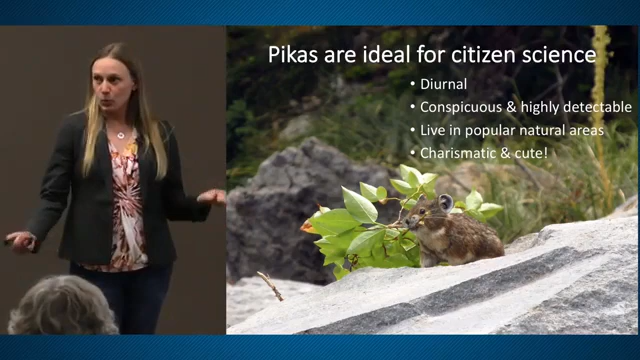 Pikas are ideal for citizen science
• Diurnal
• Conspicuous & highly detectable
• Live in popular natural areas
• Charismatic & cute!